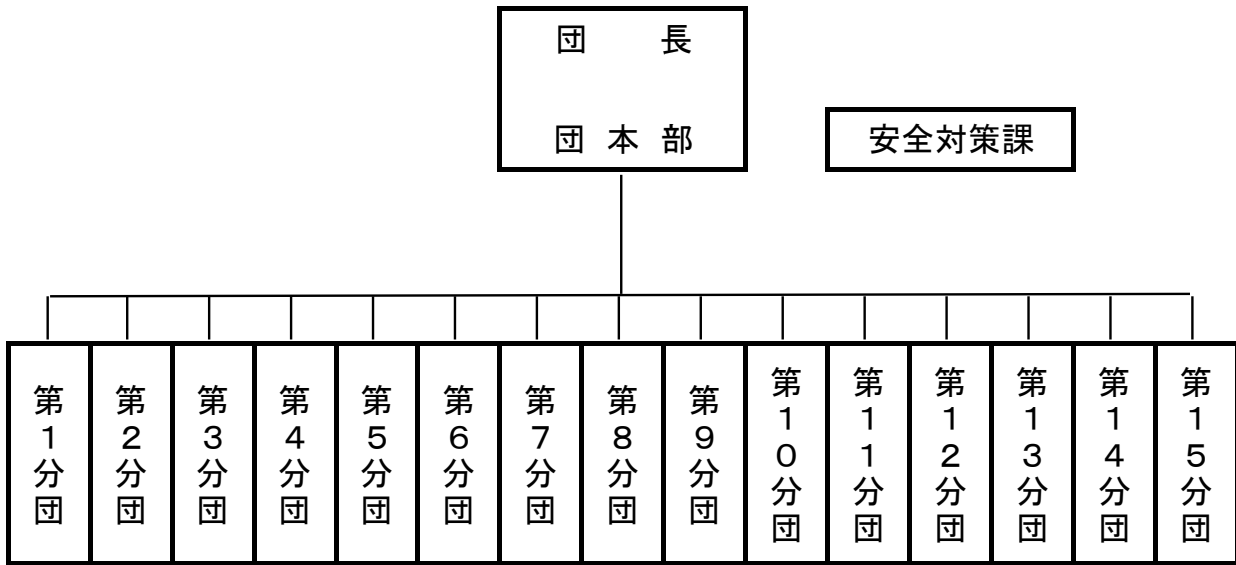 団　　長
団 本 部
安全対策課
第１分団
第２分団
第３分団
第４分団
第５分団
第６分団
第７分団
第８分団
第９分団
第１０分団
第１１分団
第１２分団
第１３分団
第１４分団
第１５分団